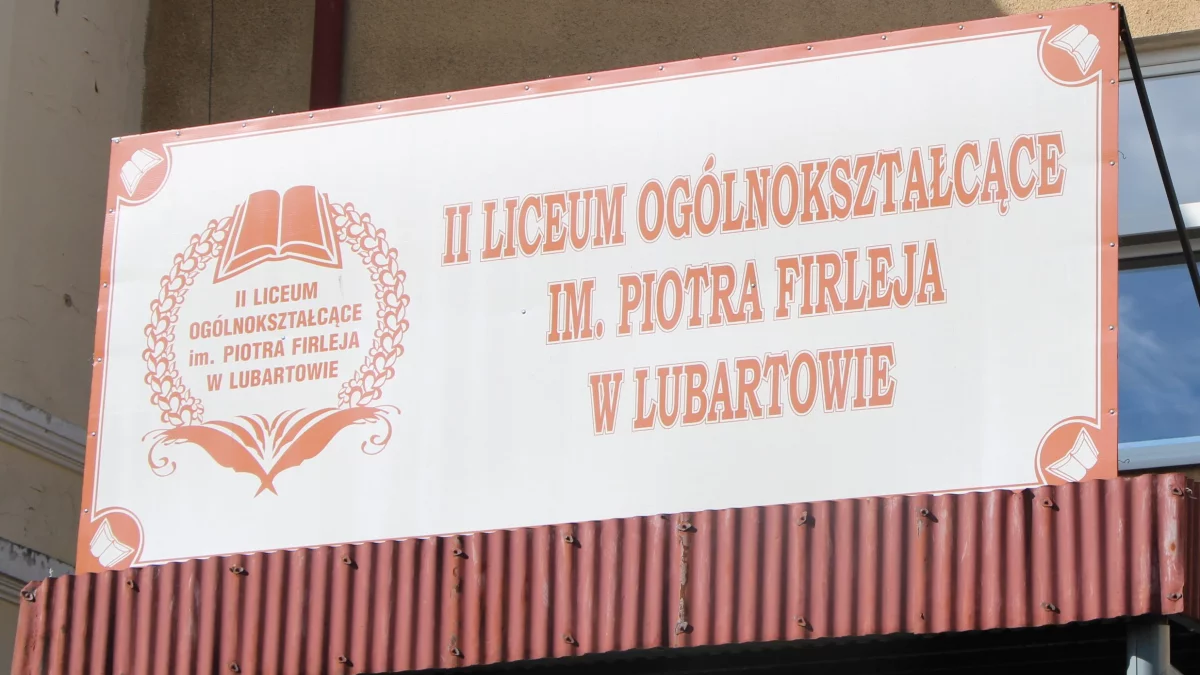 II LICEUM
OGÓLNOKSZTAŁCĄCE
im. PIOTRA FIRLEJA
W LUBARTOWIE
II LICEUM OGÓLNOKSZTAŁCĄCE
IM. PIOTRA FIRLEJA
W LUBARTOWIE